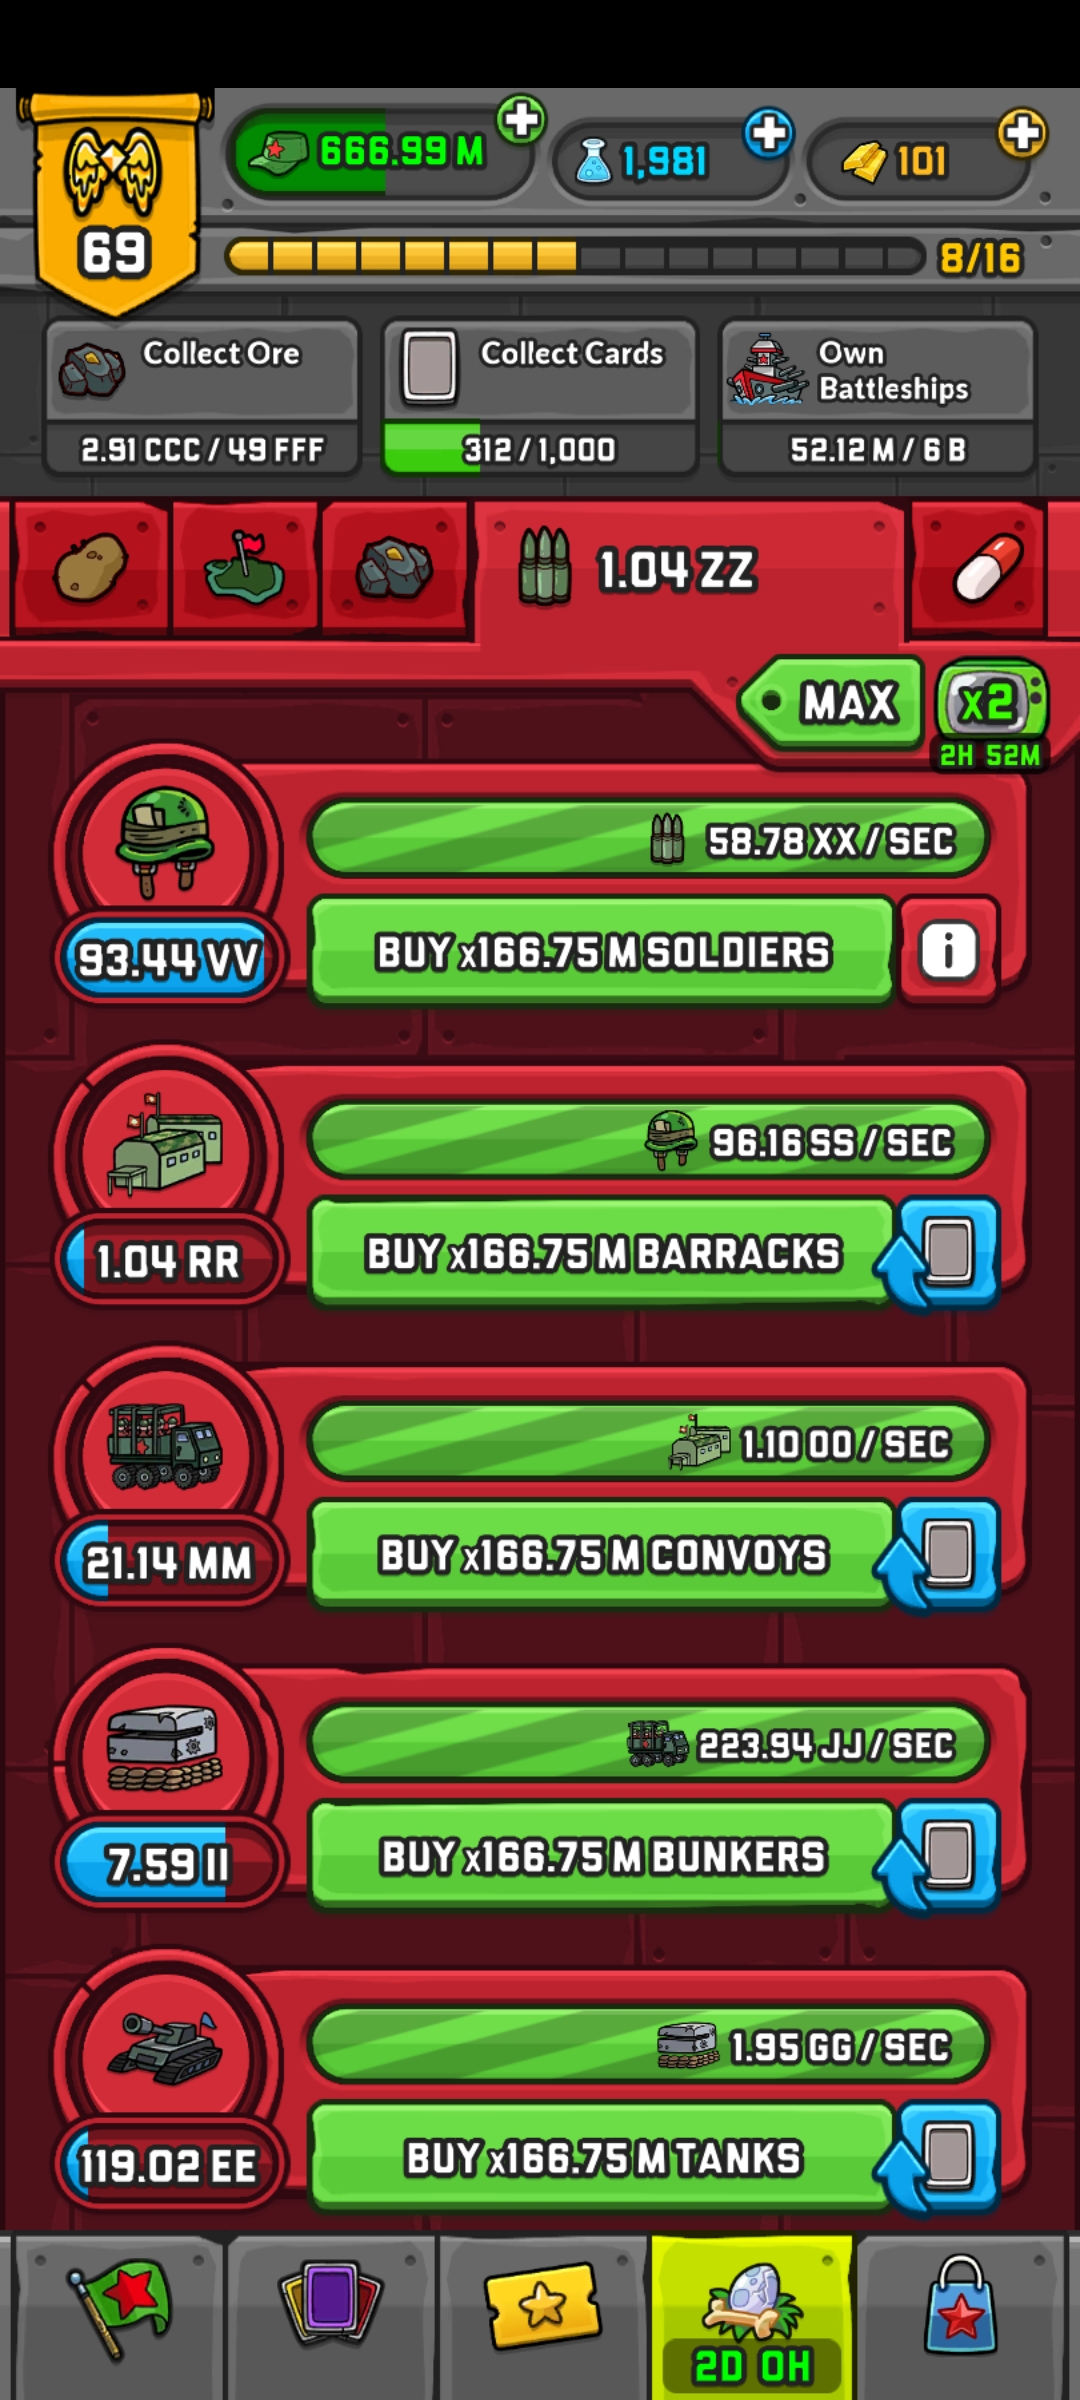 69
666.99 M
1,981
101
8/16
Collect Ore
2.91 CCC / 49 FFF
Collect Cards
312 / 1,000
Own
Battleships
52.12 M / 6 B
1.04 ZZ
MAX
x2
2H 52M
58.78 XX / SEC
93.44 VV
BUY x166.75 M SOLDIERS
i
96.16 SS / SEC
1.04 RR
BUY x166.75 M BARRACKS
1.10 OO / SEC
21.14 MM
BUY x166.75 M CONVOYS
223.94 JJ / SEC
7.59 II
BUY x166.75 M BUNKERS
1.95 GG / SEC
119.02 EE
BUY x166.75 M TANKS
2D 0H